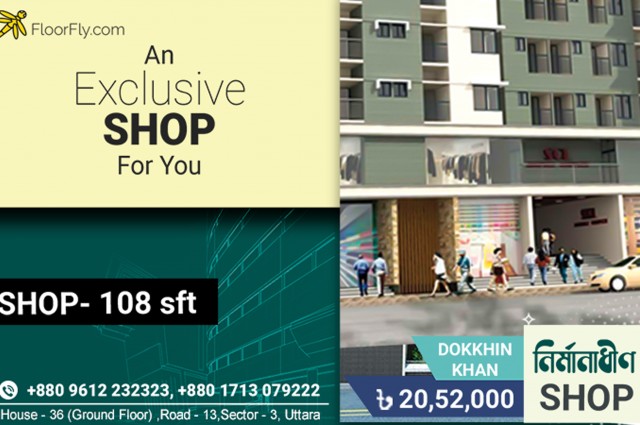 FloorFly.com
An
Exclusive
SHOP
For You
SHOP- 108 sft
+880 9612 232323, +880 1713 079222
House - 36 (Ground Floor) ,Road - 13,Sector - 3, Uttara
DOKKHIN
KHAN
৳ 20,52,000
নির্মানাধীণ
SHOP